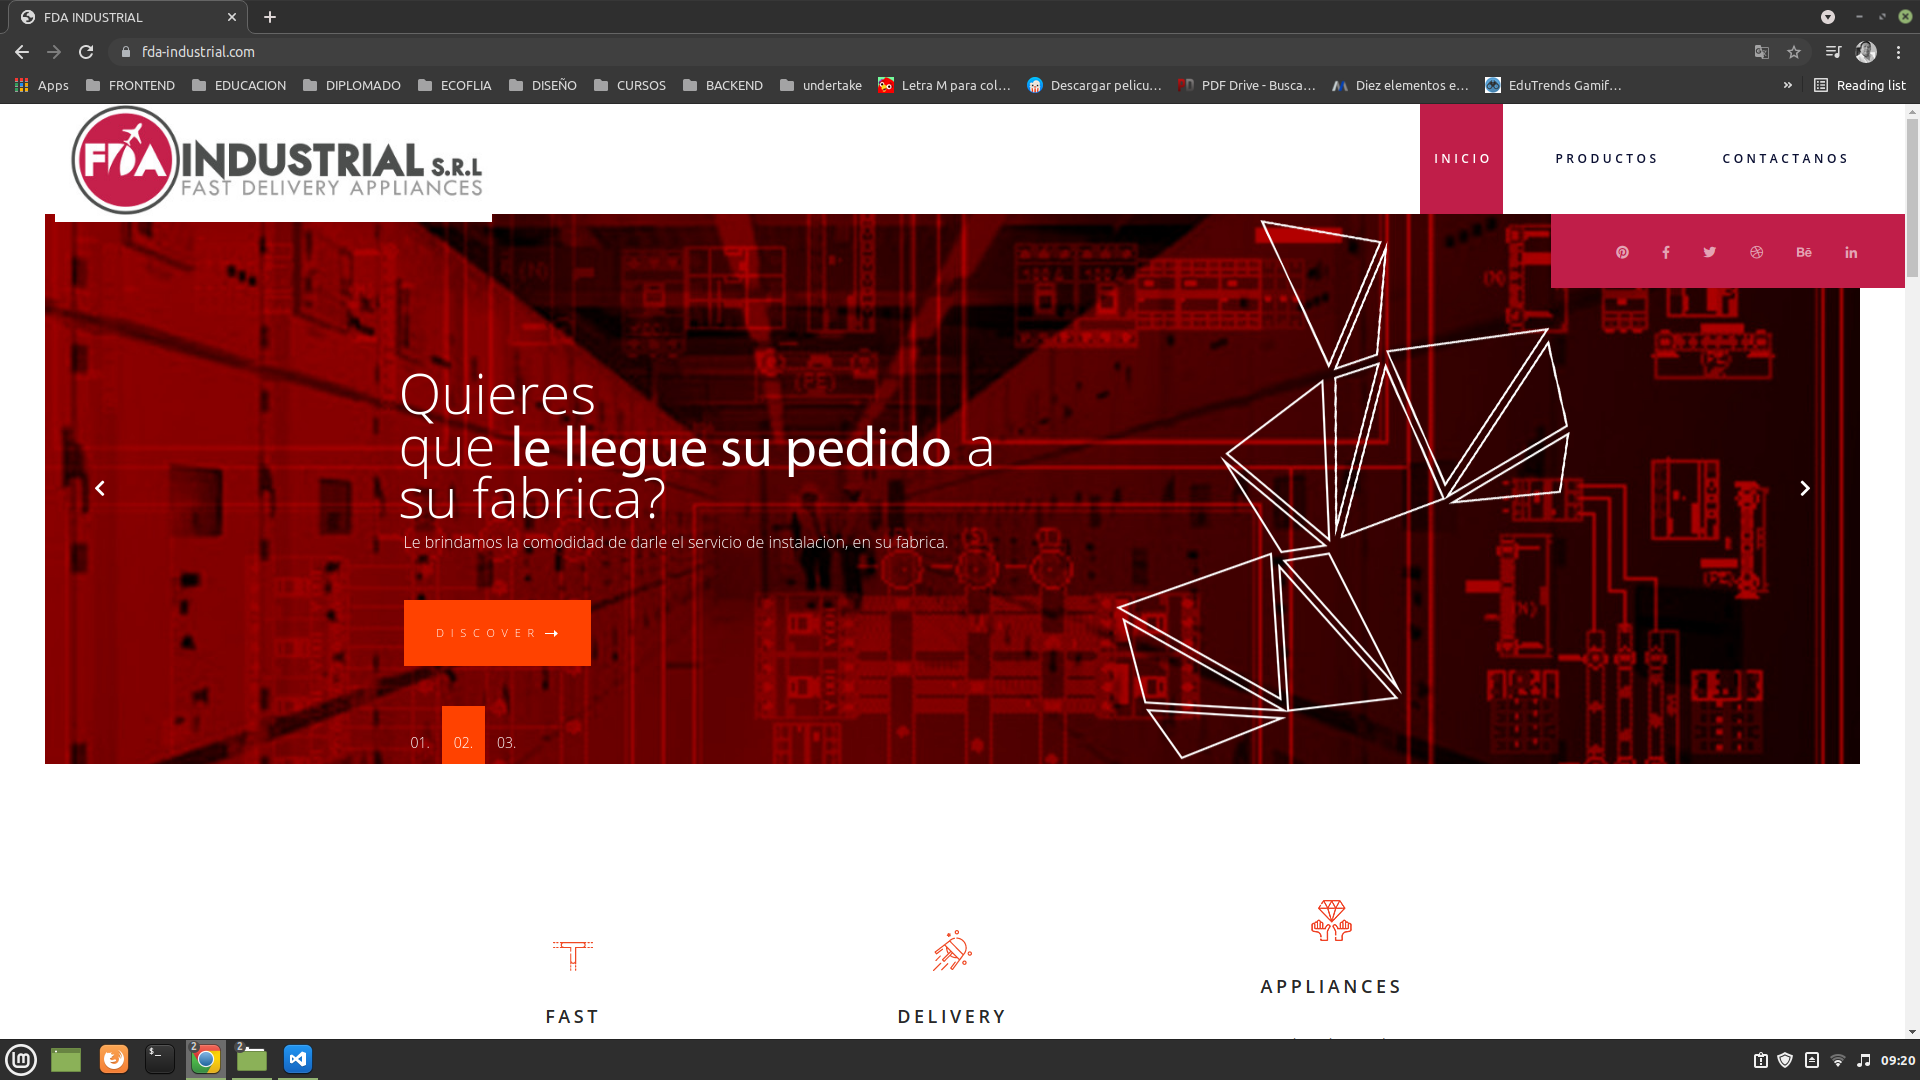 FDA INDUSTRIAL
fda-industrial.com
Apps FRONTEND EDUCACION DIPLOMADO ECOFLIA DISEÑO CURSOS BACKEND undertake Letra M para col... Descargar pelicu... PDF Drive - Busca... Diez elementos e... EduTrends Gamif... » Reading list
FDA INDUSTRIAL S.R.L
FAST DELIVERY APPLIANCES
INICIO PRODUCTOS CONTACTANOS
Quieres
que le llegue su pedido a
su fabrica?
Le brindamos la comodidad de darle el servicio de instalacion, en su fabrica.
DISCOVER
01. 02. 03.
APPLIANCES
FAST DELIVERY
2 2 09:20